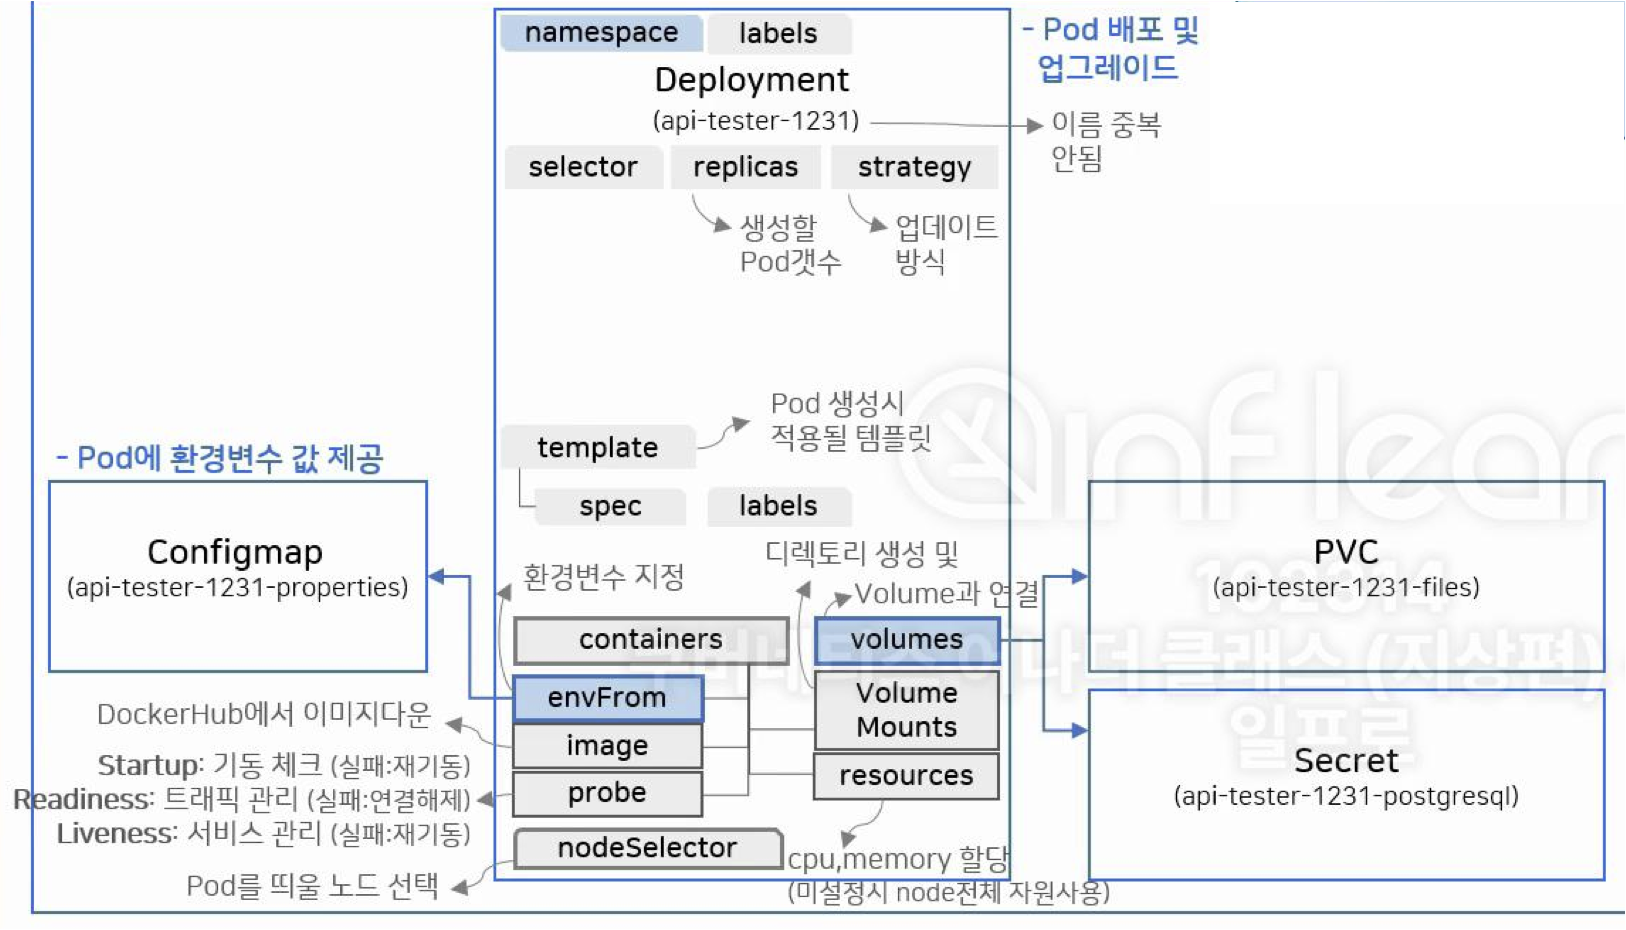 namespace
labels
Deployment
(api-tester-1231)
- Pod 배포 및
업그레이드
이름 중복
안됨
selector
replicas
strategy
생성할
Pod갯수
업데이트
방식
template
Pod 생성시
적용될 템플릿
spec
labels
- Pod에 환경변수 값 제공
Configmap
(api-tester-1231-properties)
환경변수 지정
디렉토리 생성 및
Volume과 연결
containers
volumes
envFrom
Volume
Mounts
image
resources
probe
nodeSelector
DockerHub에서 이미지다운
Startup: 기동 체크 (실패:재기동)
Readiness: 트래픽 관리 (실패:연결해제)
Liveness: 서비스 관리 (실패:재기동)
Pod를 띄울 노드 선택
cpu,memory 할당
(미설정시 node전체 자원사용)
PVC
(api-tester-1231-files)
Secret
(api-tester-1231-postgresql)
inflearn
쿠버네티스 어나더 클래스 (지상편)
일프로